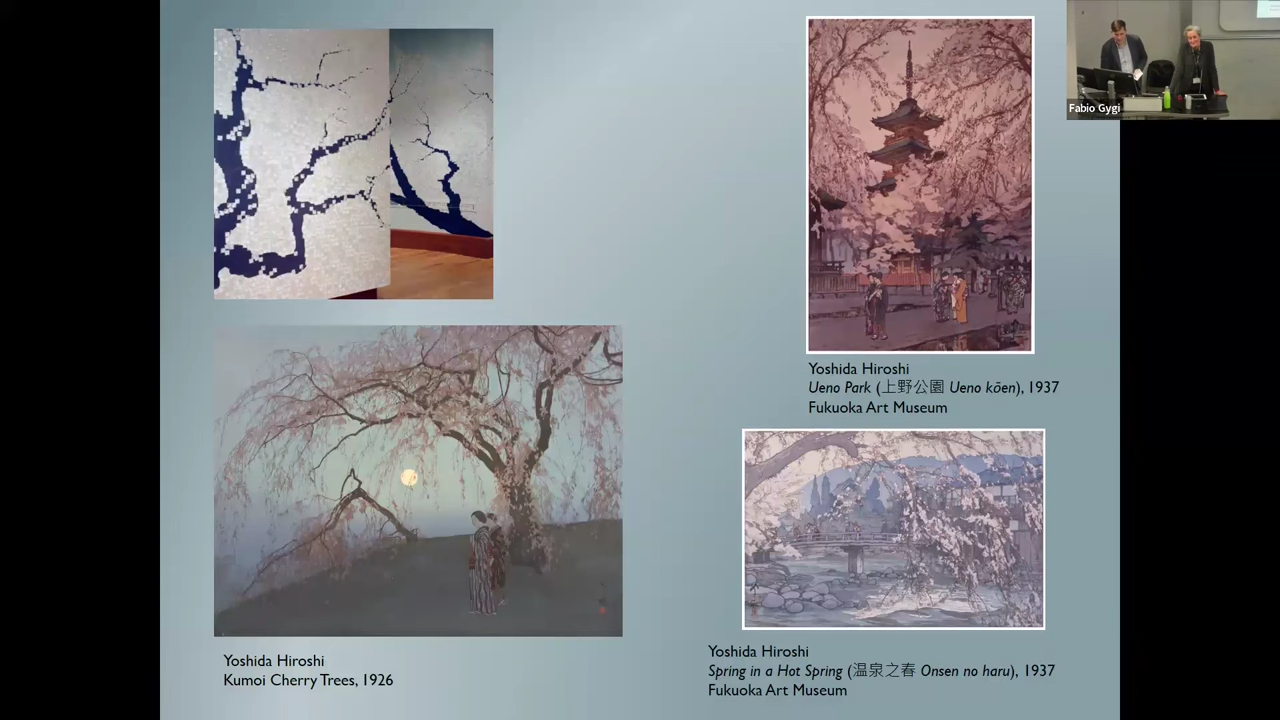 Fabio Gygi
Yoshida Hiroshi
Ueno Park (上野公園 Ueno kōen), 1937
Fukuoka Art Museum
Yoshida Hiroshi
Kumoi Cherry Trees, 1926
Yoshida Hiroshi
Spring in a Hot Spring (温泉之春 Onsen no haru), 1937
Fukuoka Art Museum